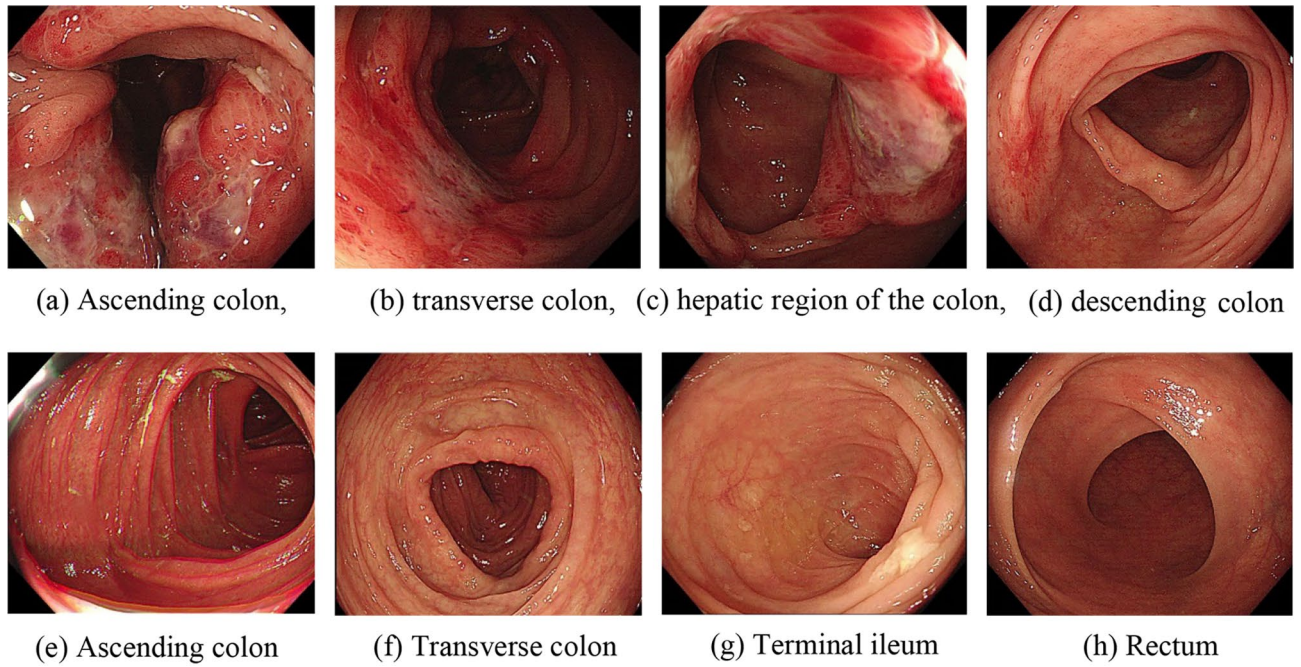 (a) Ascending colon, (b) transverse colon, (c) hepatic region of the colon, (d) descending colon
(e) Ascending colon (f) Transverse colon (g) Terminal ileum (h) Rectum